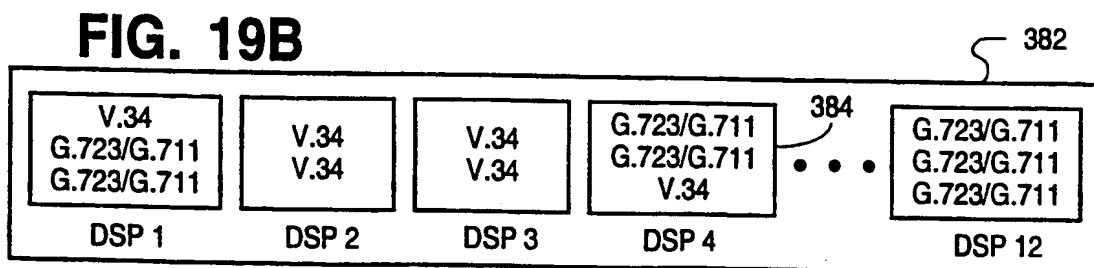 FIG. 19B
382
V.34
G.723/G.711
G.723/G.711
DSP 1
V.34
V.34
DSP 2
V.34
V.34
DSP 3
G.723/G.711
G.723/G.711
V.34
DSP 4
384
G.723/G.711
G.723/G.711
G.723/G.711
DSP 12